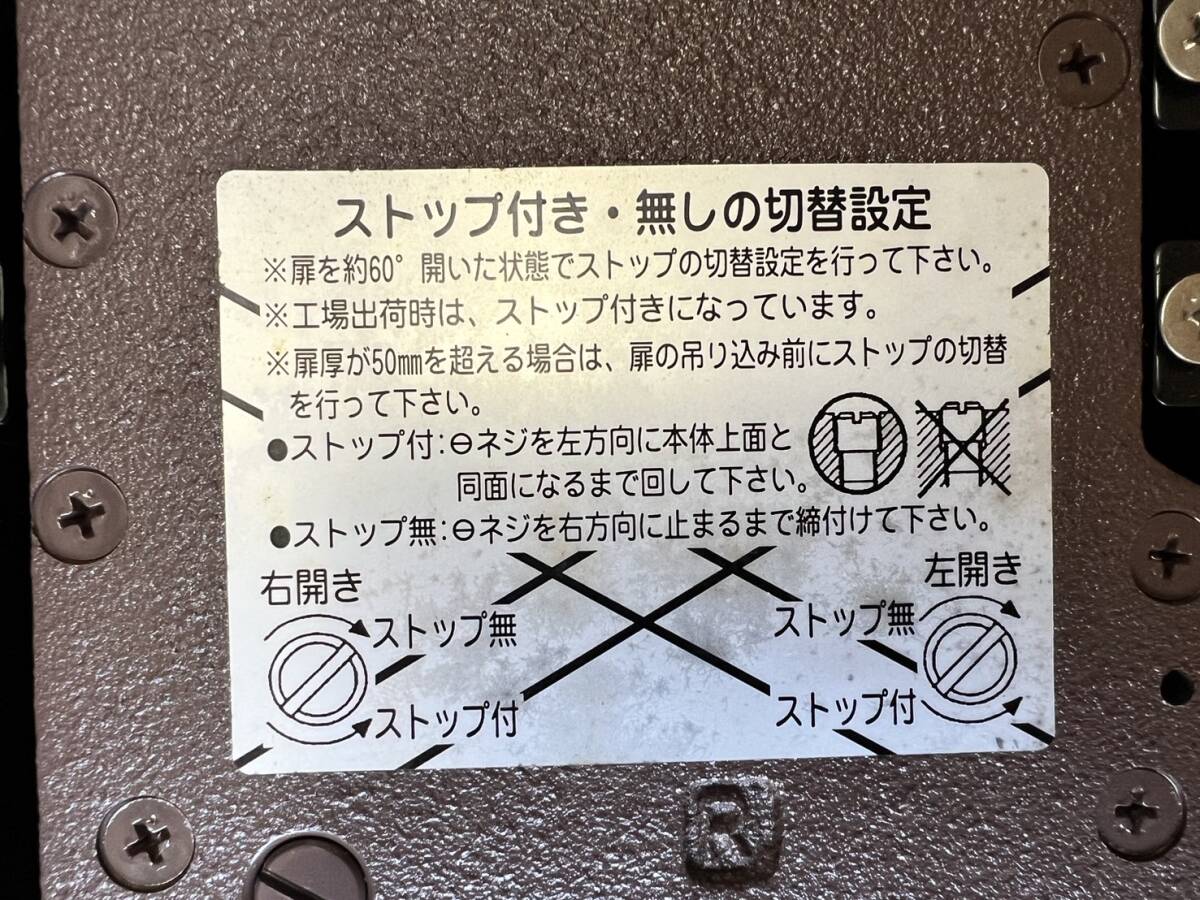 ストップ付き・無しの切替設定
※扉を約60°開いた状態でストップの切替設定を行って下さい。
※工場出荷時は、ストップ付きになっています。
※扉厚が50㎜を超える場合は、扉の吊り込み前にストップの切替
を行って下さい。
●ストップ付:⊖ネジを左方向に本体上面と
同面になるまで回して下さい。
●ストップ無:⊖ネジを右方向に止まるまで締付けて下さい。
右開き
左開き
ストップ無
ストップ無
ストップ付
ストップ付
R